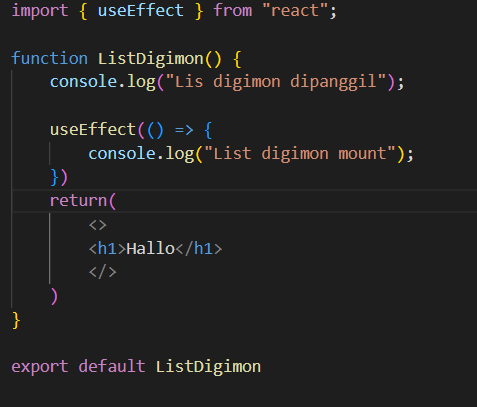 import { useEffect } from "react";
function ListDigimon() {
console.log("Lis digimon dipanggil");
useEffect(() => {
console.log("List digimon mount");
})
return(
<>
<h1>Hallo</h1>
</>
)
}
export default ListDigimon